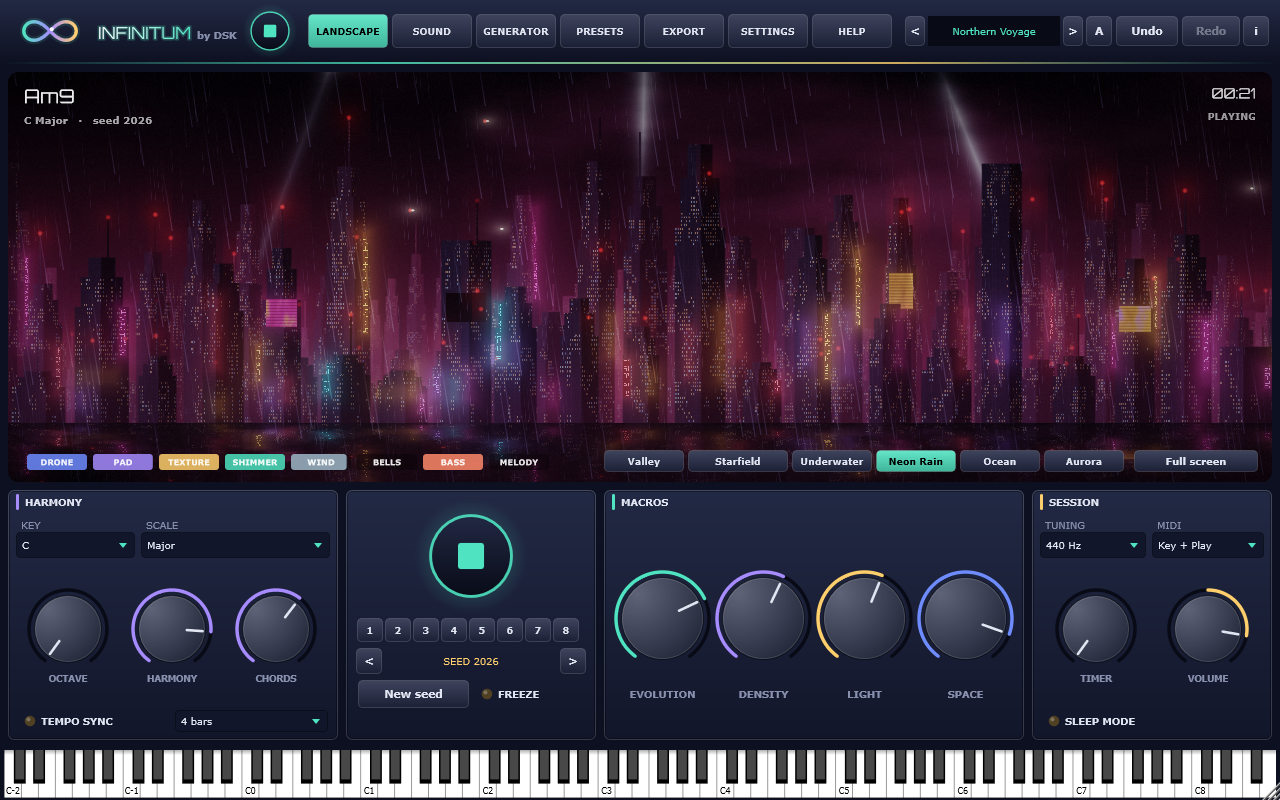 INFINITUM by DSK
LANDSCAPE SOUND GENERATOR PRESETS EXPORT SETTINGS HELP
< Northern Voyage > A Undo Redo i
Am9
C Major · seed 2026
00:21
PLAYING
DRONE PAD TEXTURE SHIMMER WIND BELLS BASS MELODY
Valley Starfield Underwater Neon Rain Ocean Aurora Full screen
HARMONY
KEY SCALE
C Major
OCTAVE HARMONY CHORDS
TEMPO SYNC 4 bars
1 2 3 4 5 6 7 8
< SEED 2026 >
New seed FREEZE
MACROS
EVOLUTION DENSITY LIGHT SPACE
SESSION
TUNING MIDI
440 Hz Key + Play
TIMER VOLUME
SLEEP MODE
C-2 C-1 C0 C1 C2 C3 C4 C5 C6 C7 C8